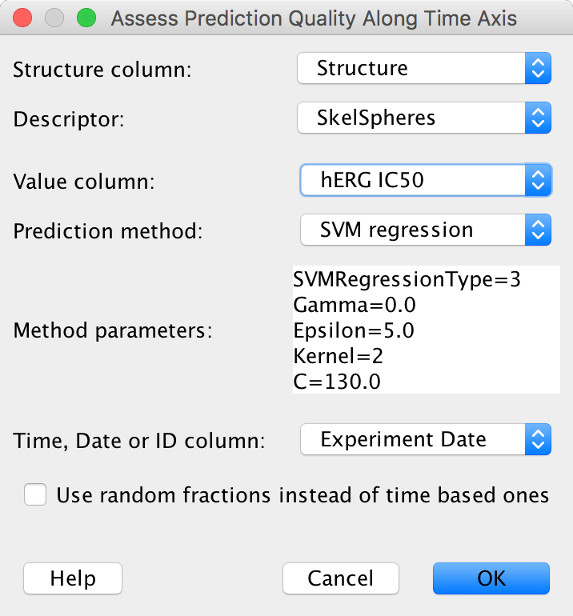 Assess Prediction Quality Along Time Axis
Structure column: Structure
Descriptor: SkelSpheres
Value column: hERG IC50
Prediction method: SVM regression
Method parameters:
SVMRegressionType=3
Gamma=0.0
Epsilon=5.0
Kernel=2
C=130.0
Time, Date or ID column: Experiment Date
Use random fractions instead of time based ones
Help Cancel OK